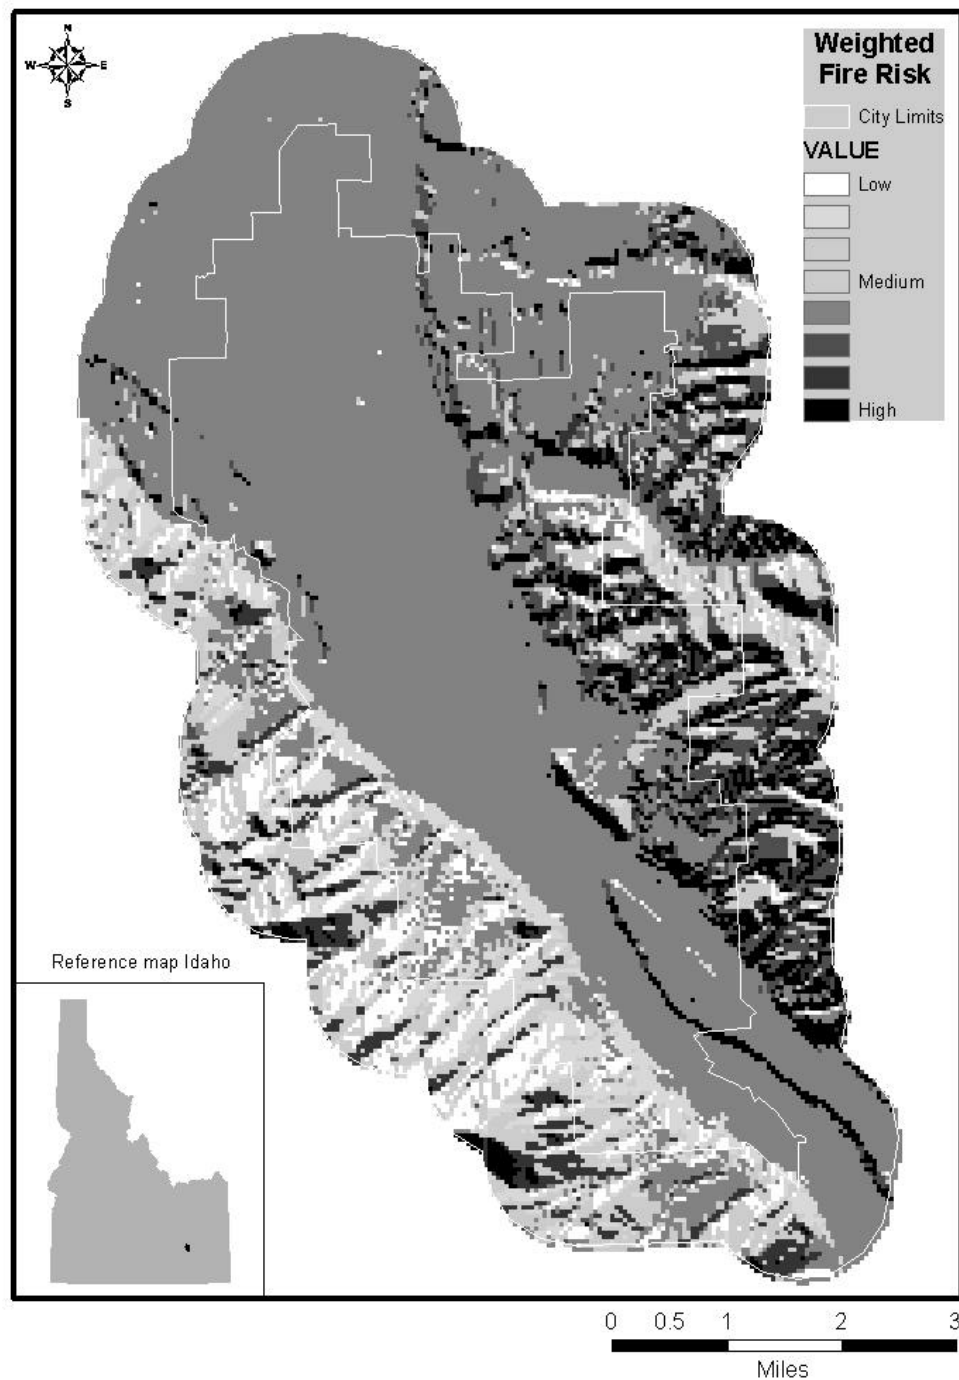 N
W E
S
Weighted
Fire Risk
City Limits
VALUE
Low
Medium
High
Reference map Idaho
0 0.5 1 2 3
Miles